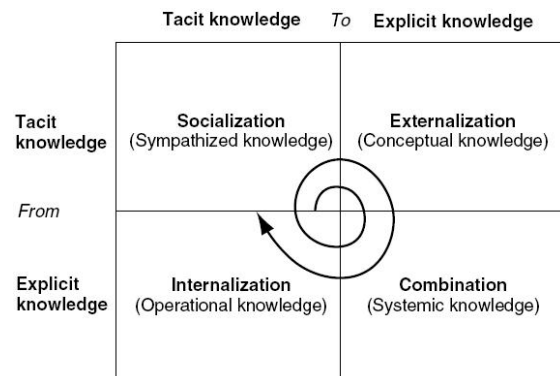 Tacit knowledge To Explicit knowledge
Tacit
knowledge
Socialization
(Sympathized knowledge)
Externalization
(Conceptual knowledge)
From
Explicit
knowledge
Internalization
(Operational knowledge)
Combination
(Systemic knowledge)